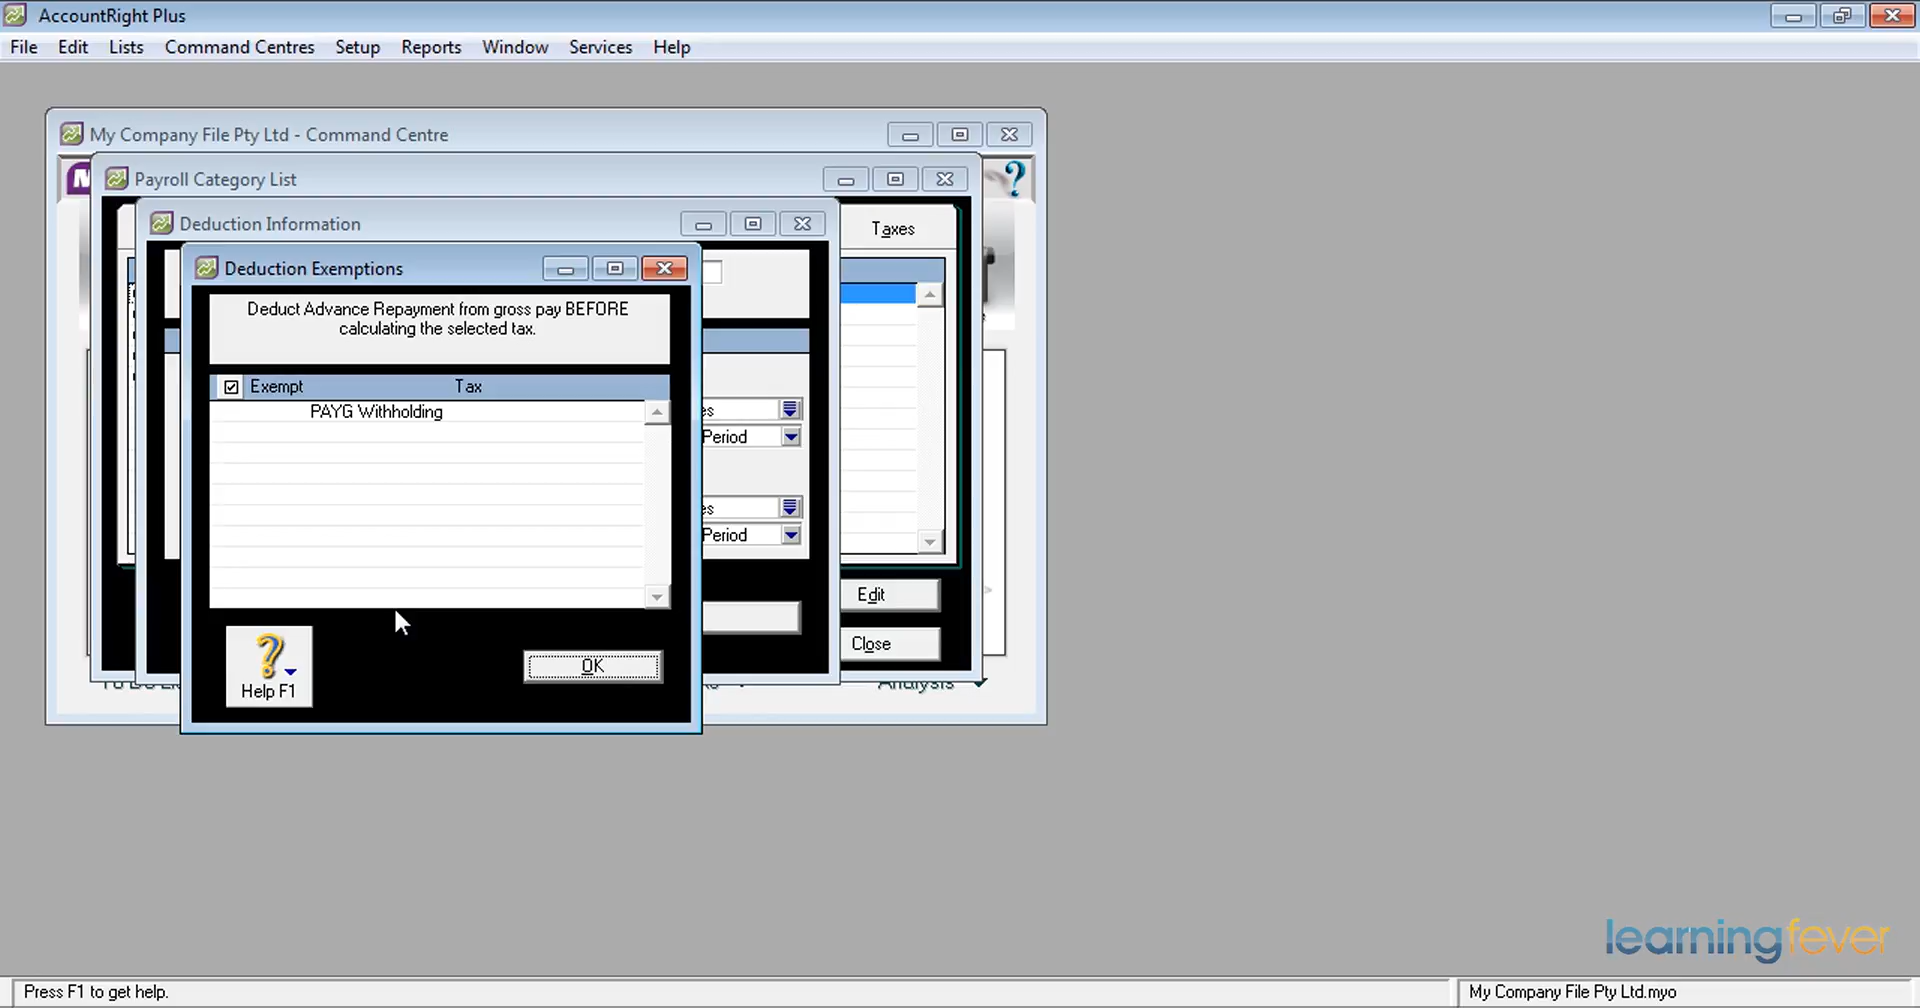 AccountRight Plus
File Edit Lists Command Centres Setup Reports Window Services Help
My Company File Pty Ltd - Command Centre
Payroll Category List
Deduction Information
Taxes
Deduction Exemptions
Deduct Advance Repayment from gross pay BEFORE
calculating the selected tax.
Exempt Tax
PAYG Withholding
es
Period
es
Period
Edit
Close
OK
Help F1
Analysis
learningfever
Press F1 to get help.
My Company File Pty Ltd.myo